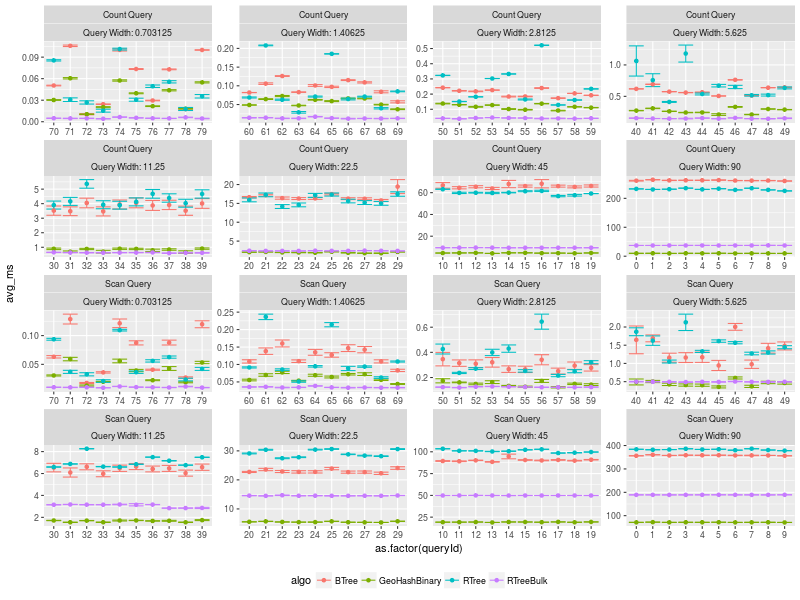 Count Query
Count Query
Count Query
Count Query
Query Width: 0.703125
Query Width: 1.40625
Query Width: 2.8125
Query Width: 5.625
0.09
0.06
0.03
0.00
0.20
0.15
0.10
0.05
0.5
0.4
0.3
0.2
0.1
1.0
0.5
70 71 72 73 74 75 76 77 78 79
60 61 62 63 64 65 66 67 68 69
50 51 52 53 54 55 56 57 58 59
40 41 42 43 44 45 46 47 48 49
Count Query
Count Query
Count Query
Count Query
Query Width: 11.25
Query Width: 22.5
Query Width: 45
Query Width: 90
5
4
3
2
1
20
15
10
5
60
40
20
200
100
0
30 31 32 33 34 35 36 37 38 39
20 21 22 23 24 25 26 27 28 29
10 11 12 13 14 15 16 17 18 19
0 1 2 3 4 5 6 7 8 9
avg_ms
Scan Query
Scan Query
Scan Query
Scan Query
Query Width: 0.703125
Query Width: 1.40625
Query Width: 2.8125
Query Width: 5.625
0.10
0.05
0.25
0.20
0.15
0.10
0.05
0.6
0.4
0.2
2.0
1.5
1.0
0.5
70 71 72 73 74 75 76 77 78 79
60 61 62 63 64 65 66 67 68 69
50 51 52 53 54 55 56 57 58 59
40 41 42 43 44 45 46 47 48 49
Scan Query
Scan Query
Scan Query
Scan Query
Query Width: 11.25
Query Width: 22.5
Query Width: 45
Query Width: 90
8
6
4
2
30
20
10
100
75
50
25
400
300
200
100
30 31 32 33 34 35 36 37 38 39
20 21 22 23 24 25 26 27 28 29
10 11 12 13 14 15 16 17 18 19
0 1 2 3 4 5 6 7 8 9
as.factor(queryId)
algo BTree GeoHashBinary RTree RTreeBulk